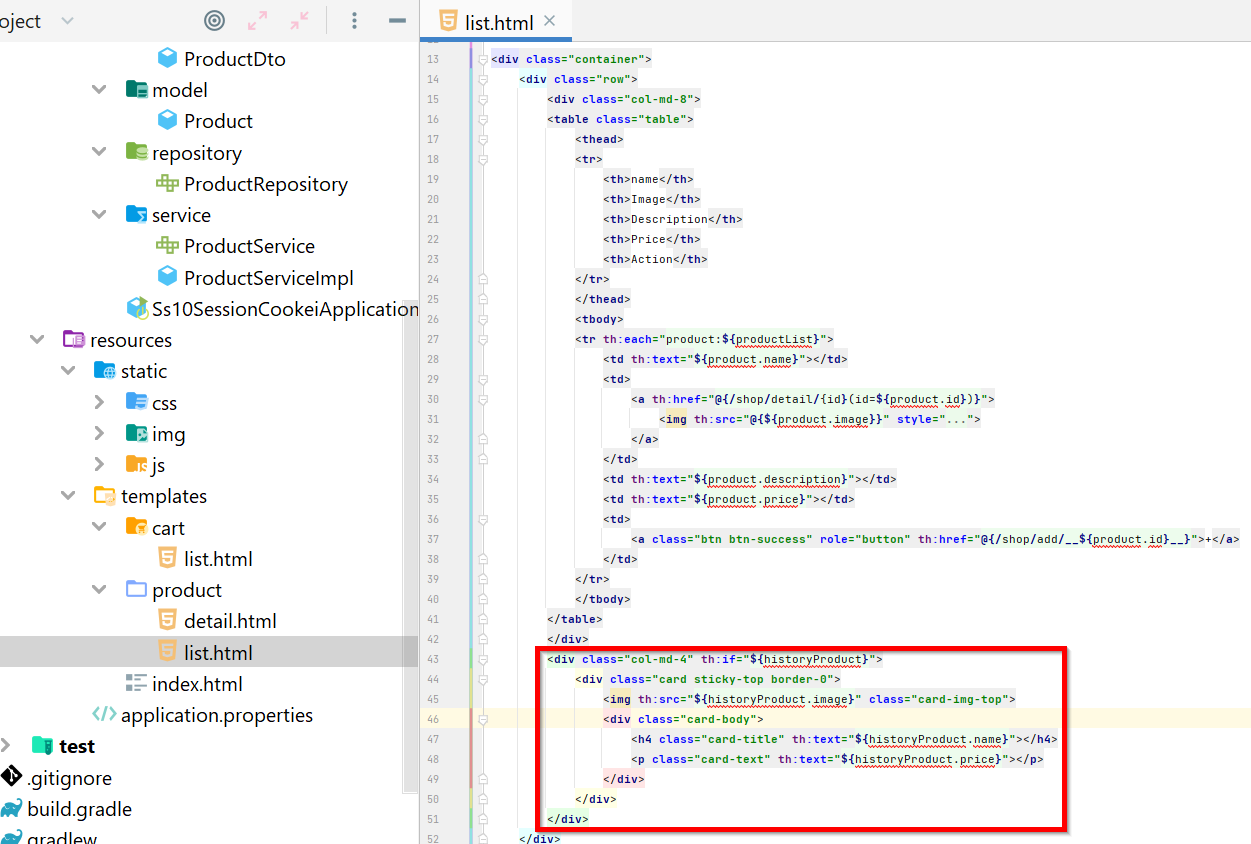 oject
ProductDto
model
Product
repository
ProductRepository
service
ProductService
ProductServiceImpl
Ss10SessionCookeiApplication
resources
static
css
img
js
templates
cart
list.html
product
detail.html
list.html
index.html
application.properties
test
.gitignore
build.gradle
gradlew
list.html
13 <div class="container">
14 <div class="row">
15 <div class="col-md-8">
16 <table class="table">
17 <thead>
18 <tr>
19 <th>name</th>
20 <th>Image</th>
21 <th>Description</th>
22 <th>Price</th>
23 <th>Action</th>
24 </tr>
25 </thead>
26 <tbody>
27 <tr th:each="product:${productList}">
28 <td th:text="${product.name}"></td>
29 <td>
30 <a th:href="@{/shop/detail/{id}(id=${product.id})}">
31 <img th:src="@{${product.image}}" style="...">
32 </a>
33 </td>
34 <td th:text="${product.description}"></td>
35 <td th:text="${product.price}"></td>
36 <td>
37 <a class="btn btn-success" role="button" th:href="@{/shop/add/__${product.id}__}">+</a>
38 </td>
39 </tr>
40 </tbody>
41 </table>
42 </div>
43 <div class="col-md-4" th:if="${historyProduct}">
44 <div class="card sticky-top border-0">
45 <img th:src="${historyProduct.image}" class="card-img-top">
46 <div class="card-body">
47 <h4 class="card-title" th:text="${historyProduct.name}"></h4>
48 <p class="card-text" th:text="${historyProduct.price}"></p>
49 </div>
50 </div>
51 </div>
52 </div>